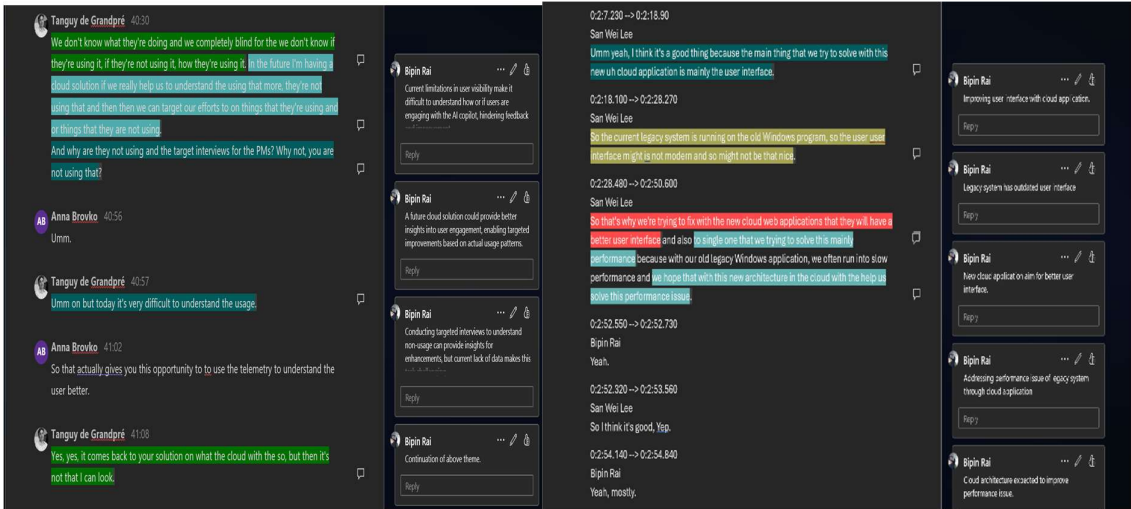 Tanguy de Grandpré 40:30
We don't know what they're doing and we completely blind for the we don't know if
they're using it, if they're not using it, how they're using it. In the future I'm having a
cloud solution if we really help us to understand the using that more, they're not
using that and then then we can target our efforts to on things that they're using and
or things that they are not using.
And why are they not using and the target interviews for the PMs? Why not, you are
not using that?
AB Anna Brovko 40:56
Umm.
Tanguy de Grandpré 40:57
Umm on but today it's very difficult to understand the usage.
AB Anna Brovko 41:02
So that actually gives you this opportunity to to use the telemetry to understand the
user better.
Tanguy de Grandpré 41:08
Yes, yes, it comes back to your solution on what the cloud with the so, but then it's
not that I can look.
Bipin Rai
Current limitations in user visibility make it
difficult to understand how or if users are
engaging with the AI copilot, hindering feedback
Reply
Bipin Rai
A future cloud solution could provide better
insights into user engagement, enabling targeted
improvements based on actual usage patterns.
Reply
Bipin Rai
Conducting targeted interviews to understand
non-usage can provide insights for
enhancements, but current lack of data makes this
Reply
Bipin Rai
Continuation of above theme.
Reply
0:2:7.230 --> 0:2:18.90
San Wei Lee
Umm yeah, I think it's a good thing because the main thing that we try to solve with this
new uh cloud application is mainly the user interface.
0:2:18.100 --> 0:2:28.270
San Wei Lee
So the current legacy system is running on the old Windows program, so the user user
interface might is not modern and so might not be that nice.
0:2:28.480 --> 0:2:50.600
San Wei Lee
So that's why we're trying to fix with the new cloud web applications that they will have a
better user interface and also to single one that we trying to solve this mainly
performance because with our old legacy Windows application, we often run into slow
performance and we hope that with this new architecture in the cloud with the help us
solve this performance issue.
0:2:52.550 --> 0:2:52.730
Bipin Rai
Yeah.
0:2:52.320 --> 0:2:53.560
San Wei Lee
So I think it's good, Yep.
0:2:54.140 --> 0:2:54.840
Bipin Rai
Yeah, mostly.
Bipin Rai
Improving user interface with cloud application.
Reply
Bipin Rai
Legacy system has outdated user interface
Reply
Bipin Rai
New cloud application aim for better user
interface.
Reply
Bipin Rai
Addressing performance issue of legacy system
through cloud application
Reply
Bipin Rai
Cloud architecture expected to improve
performance issue.